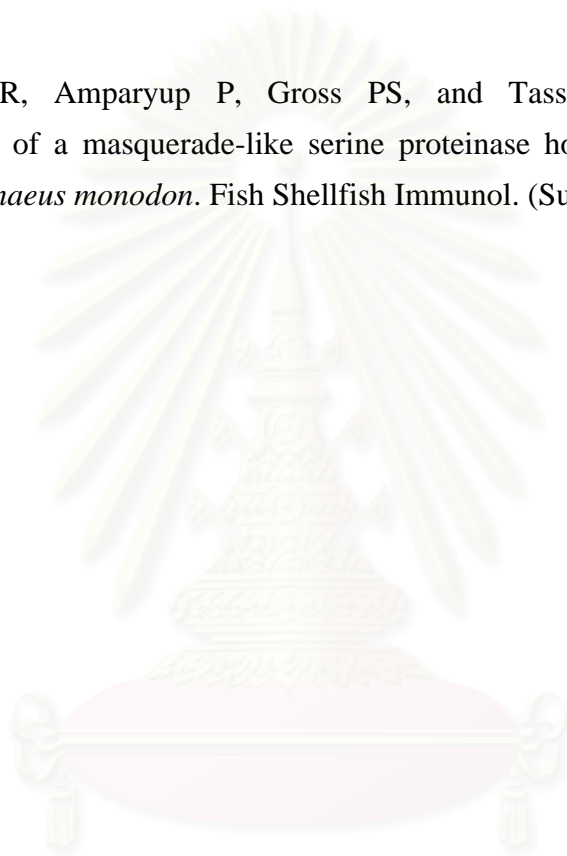 R, Amparyup P, Gross PS, and Tass
of a masquerade-like serine proteinase ho
naeus monodon. Fish Shellfish Immunol. (Su